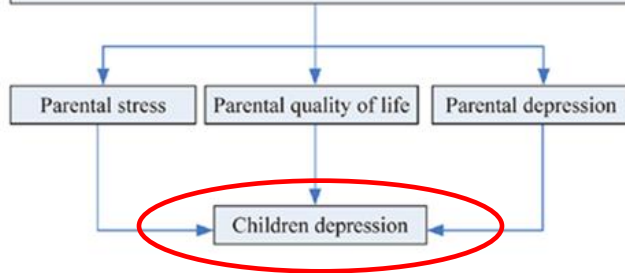 Parental stress
Parental quality of life
Parental depression
Children depression